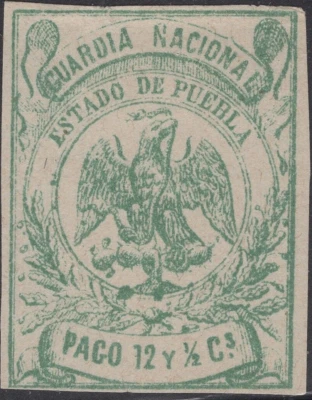 GUARDIA NACIONAL
ESTADO DE PUEBLA
PAGO 12 Y ½ Cs.